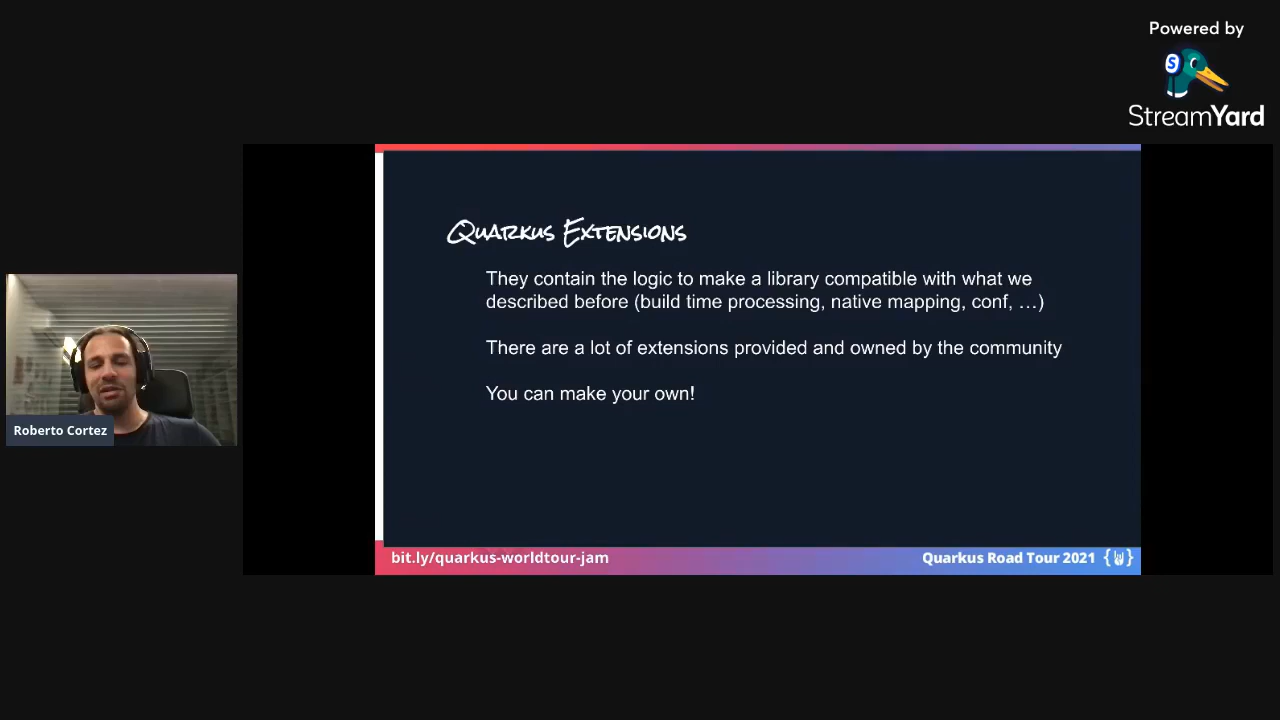 Powered by
S
StreamYard
Quarkus Extensions
They contain the logic to make a library compatible with what we
described before (build time processing, native mapping, conf, …)
There are a lot of extensions provided and owned by the community
You can make your own!
Roberto Cortez
bit.ly/quarkus-worldtour-jam
Quarkus Road Tour 2021 { }